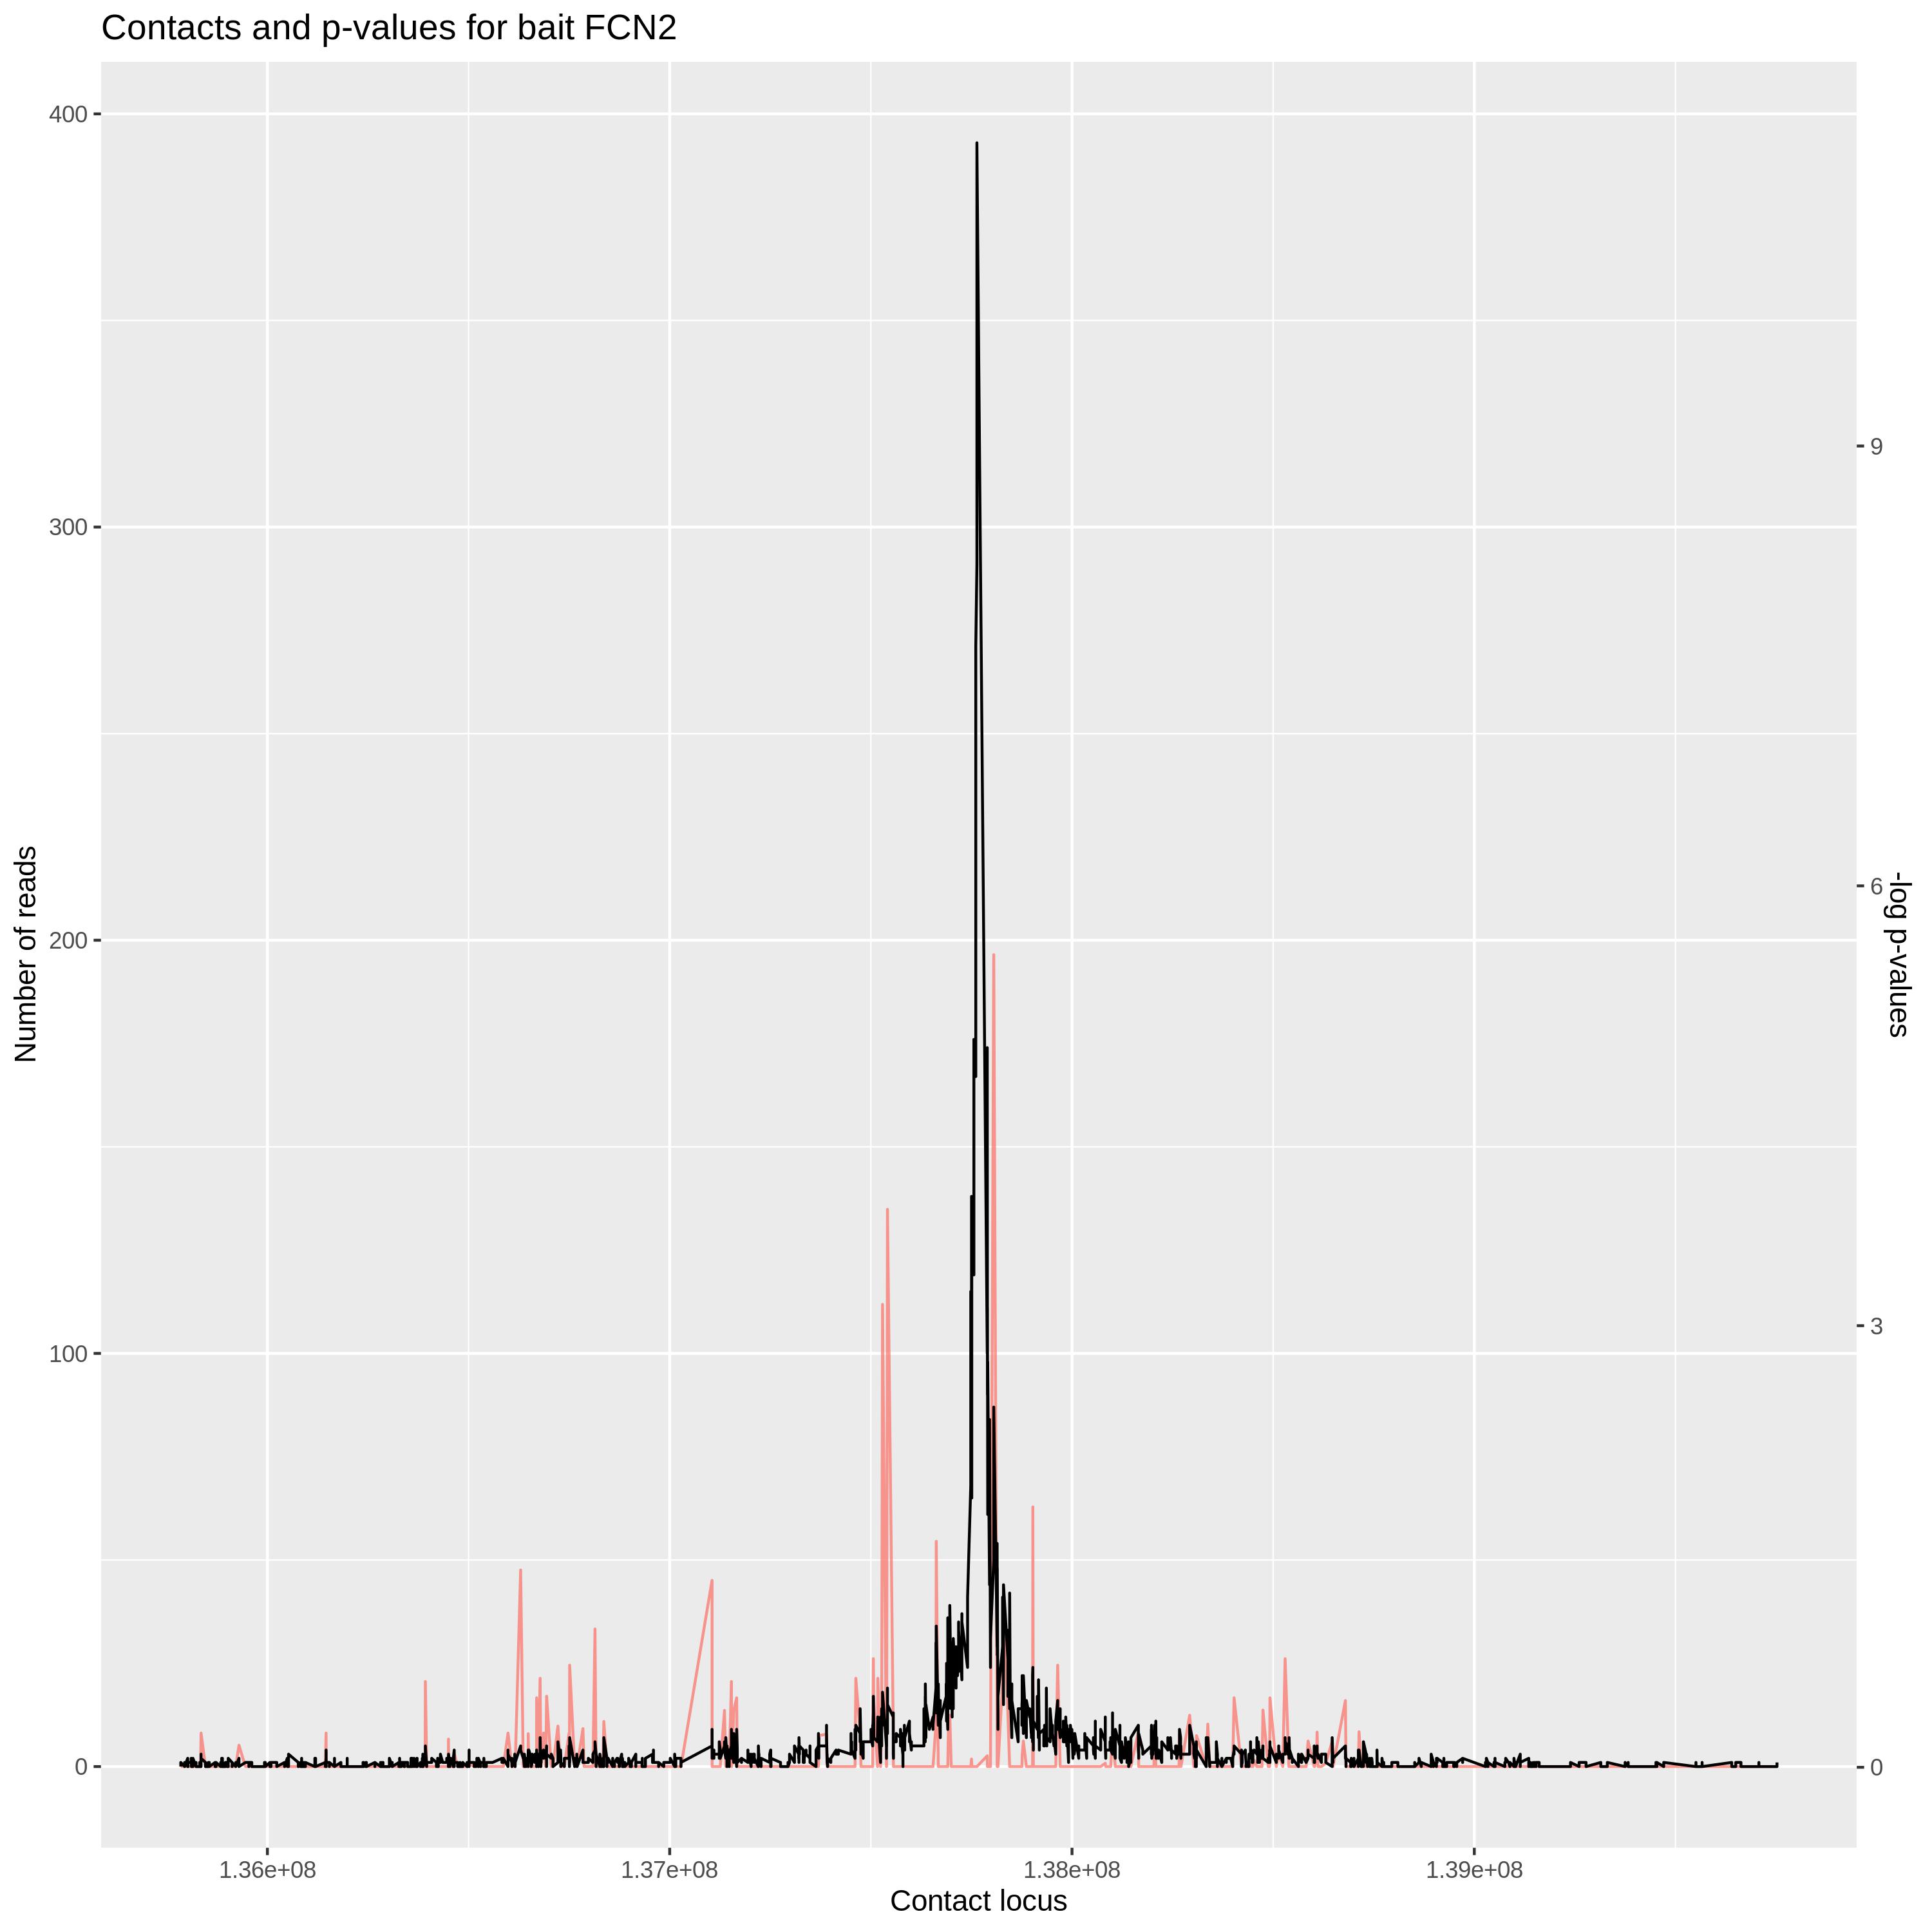 Contacts and p-values for bait FCN2
400
300
200
100
0
Number of reads
9
6
3
0
-log p-values
1.36e+08
1.37e+08
1.38e+08
1.39e+08
Contact locus